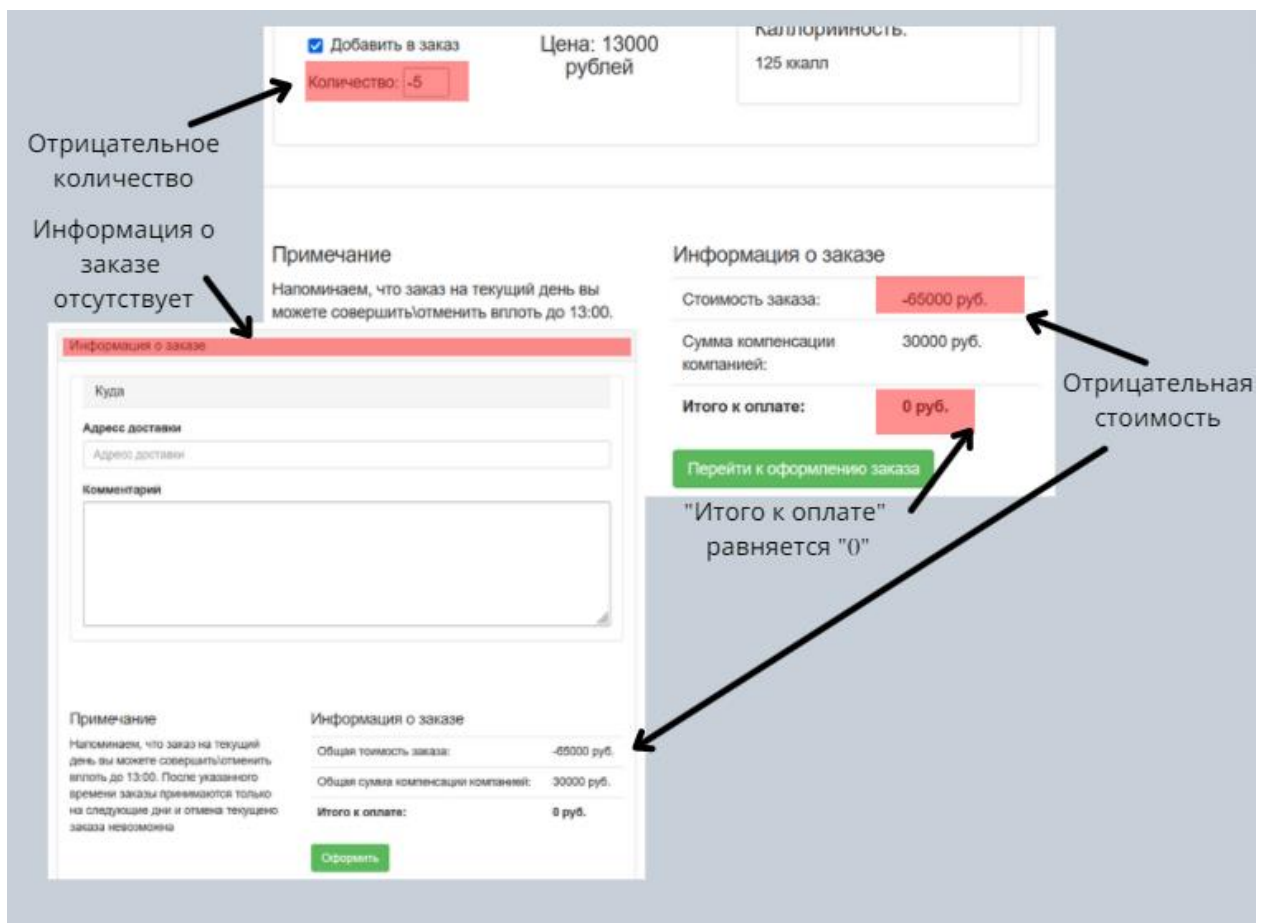 Добавить в заказ
Количество: -5
Цена: 13000
рублей
Каллорийность:
125 ккалл
Отрицательное
количество
Информация о
заказе
отсутствует
Примечание
Напоминаем, что заказ на текущий день вы
можете совершить\отменить вплоть до 13:00.
Информация о заказе
Стоимость заказа: -65000 руб.
Сумма компенсации
компанией: 30000 руб.
Итого к оплате: 0 руб.
Перейти к оформлению заказа
Отрицательная
стоимость
"Итого к оплате"
равняется "0"
Информация о заказе
Куда
Адресс доставки
Адресс доставки
Комментарий
Примечание
Напоминаем, что заказ на текущий
день вы можете совершить\отменить
вплоть до 13:00. После указанного
времени заказы принимаются только
на следующие дни и отмена текущено
заказа невозможна
Информация о заказе
Общая тоимость заказа: -65000 руб.
Общая сумма компенсации компанией: 30000 руб.
Итого к оплате: 0 руб.
Оформить